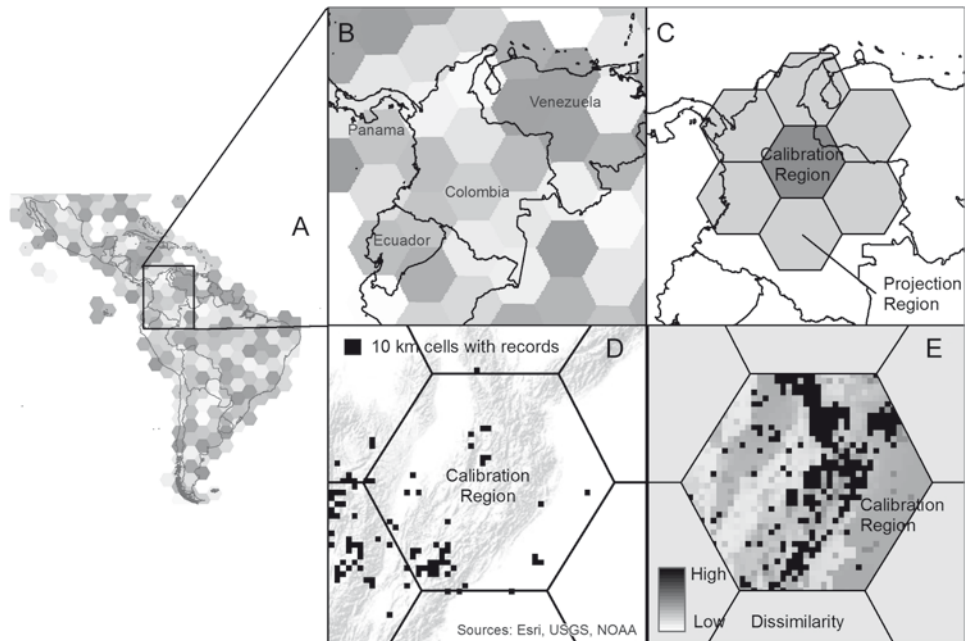 A
B
Venezuela
Panama
Colombia
Ecuador
C
Calibration
Region
Projection
Region
10 km cells with records
D
Calibration
Region
Sources: Esri, USGS, NOAA
E
Calibration
Region
High
Low
Dissimilarity